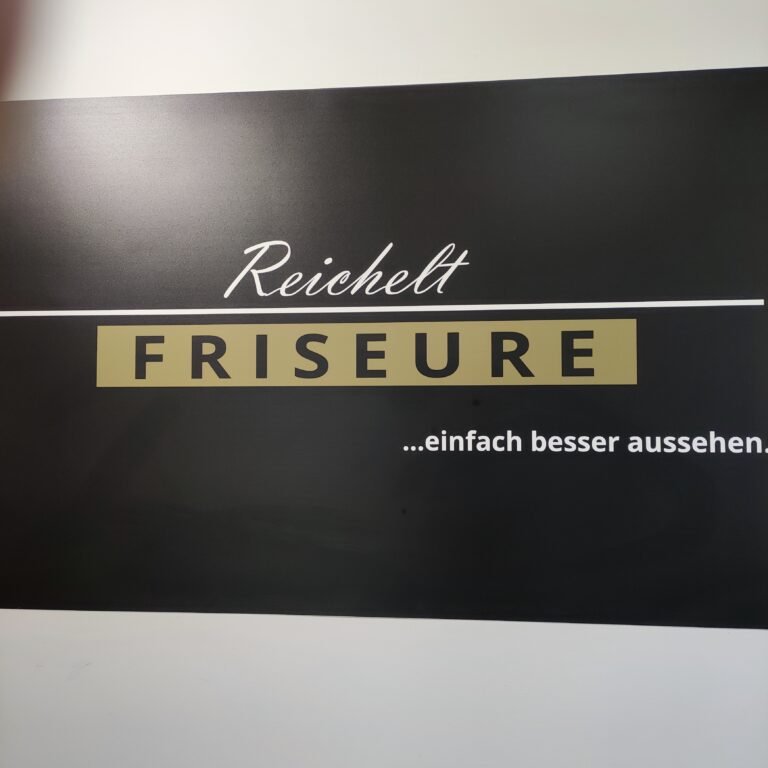 Reichelt
FRISEURE
...einfach besser aussehen.